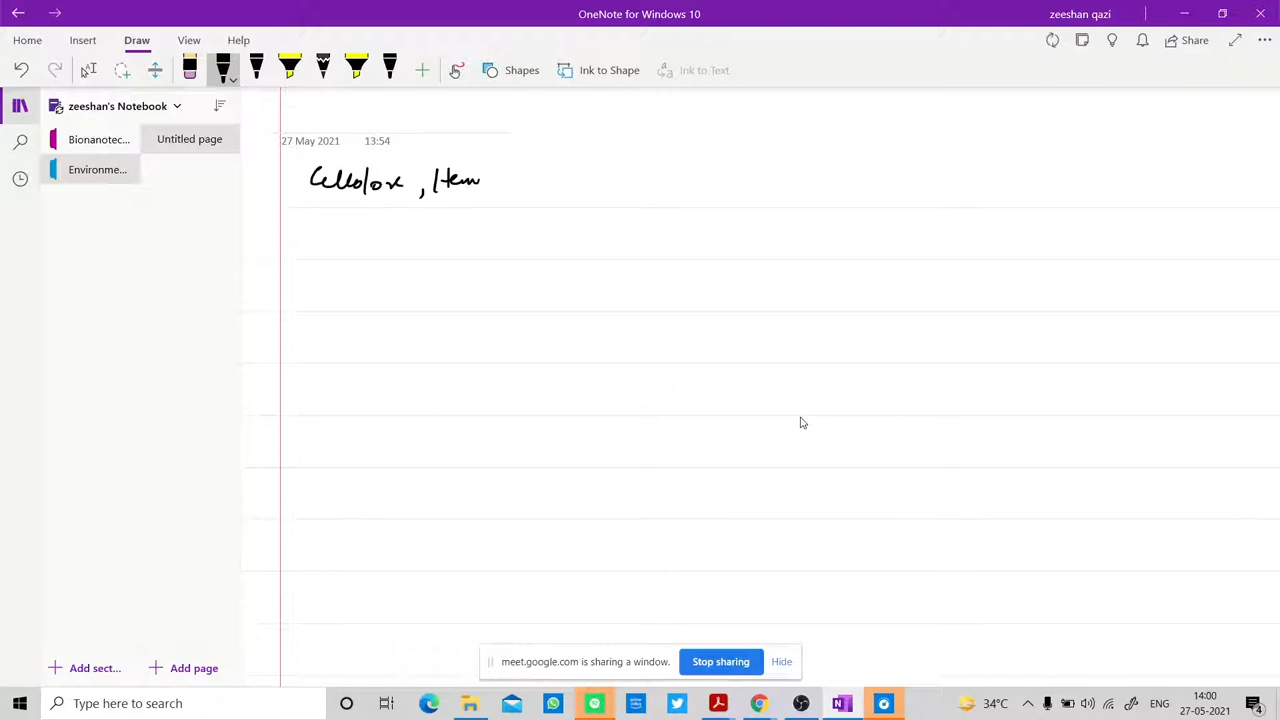 OneNote for Windows 10
zeeshan qazi
Home Insert Draw View Help
Share
Shapes Ink to Shape Ink to Text
zeeshan's Notebook
Bionanotec... Untitled page
Environme...
27 May 2021 13:54
, Hem
meet.google.com is sharing a window. Stop sharing Hide
Add sect... Add page
Type here to search
34°C ENG 14:00
27-05-2021
4